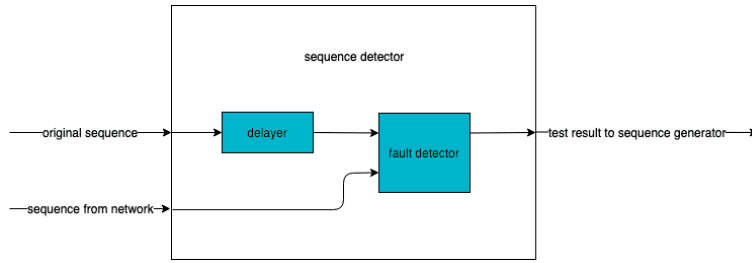 sequence detector
original sequence
delayer
fault detector
test result to sequence generator
sequence from network